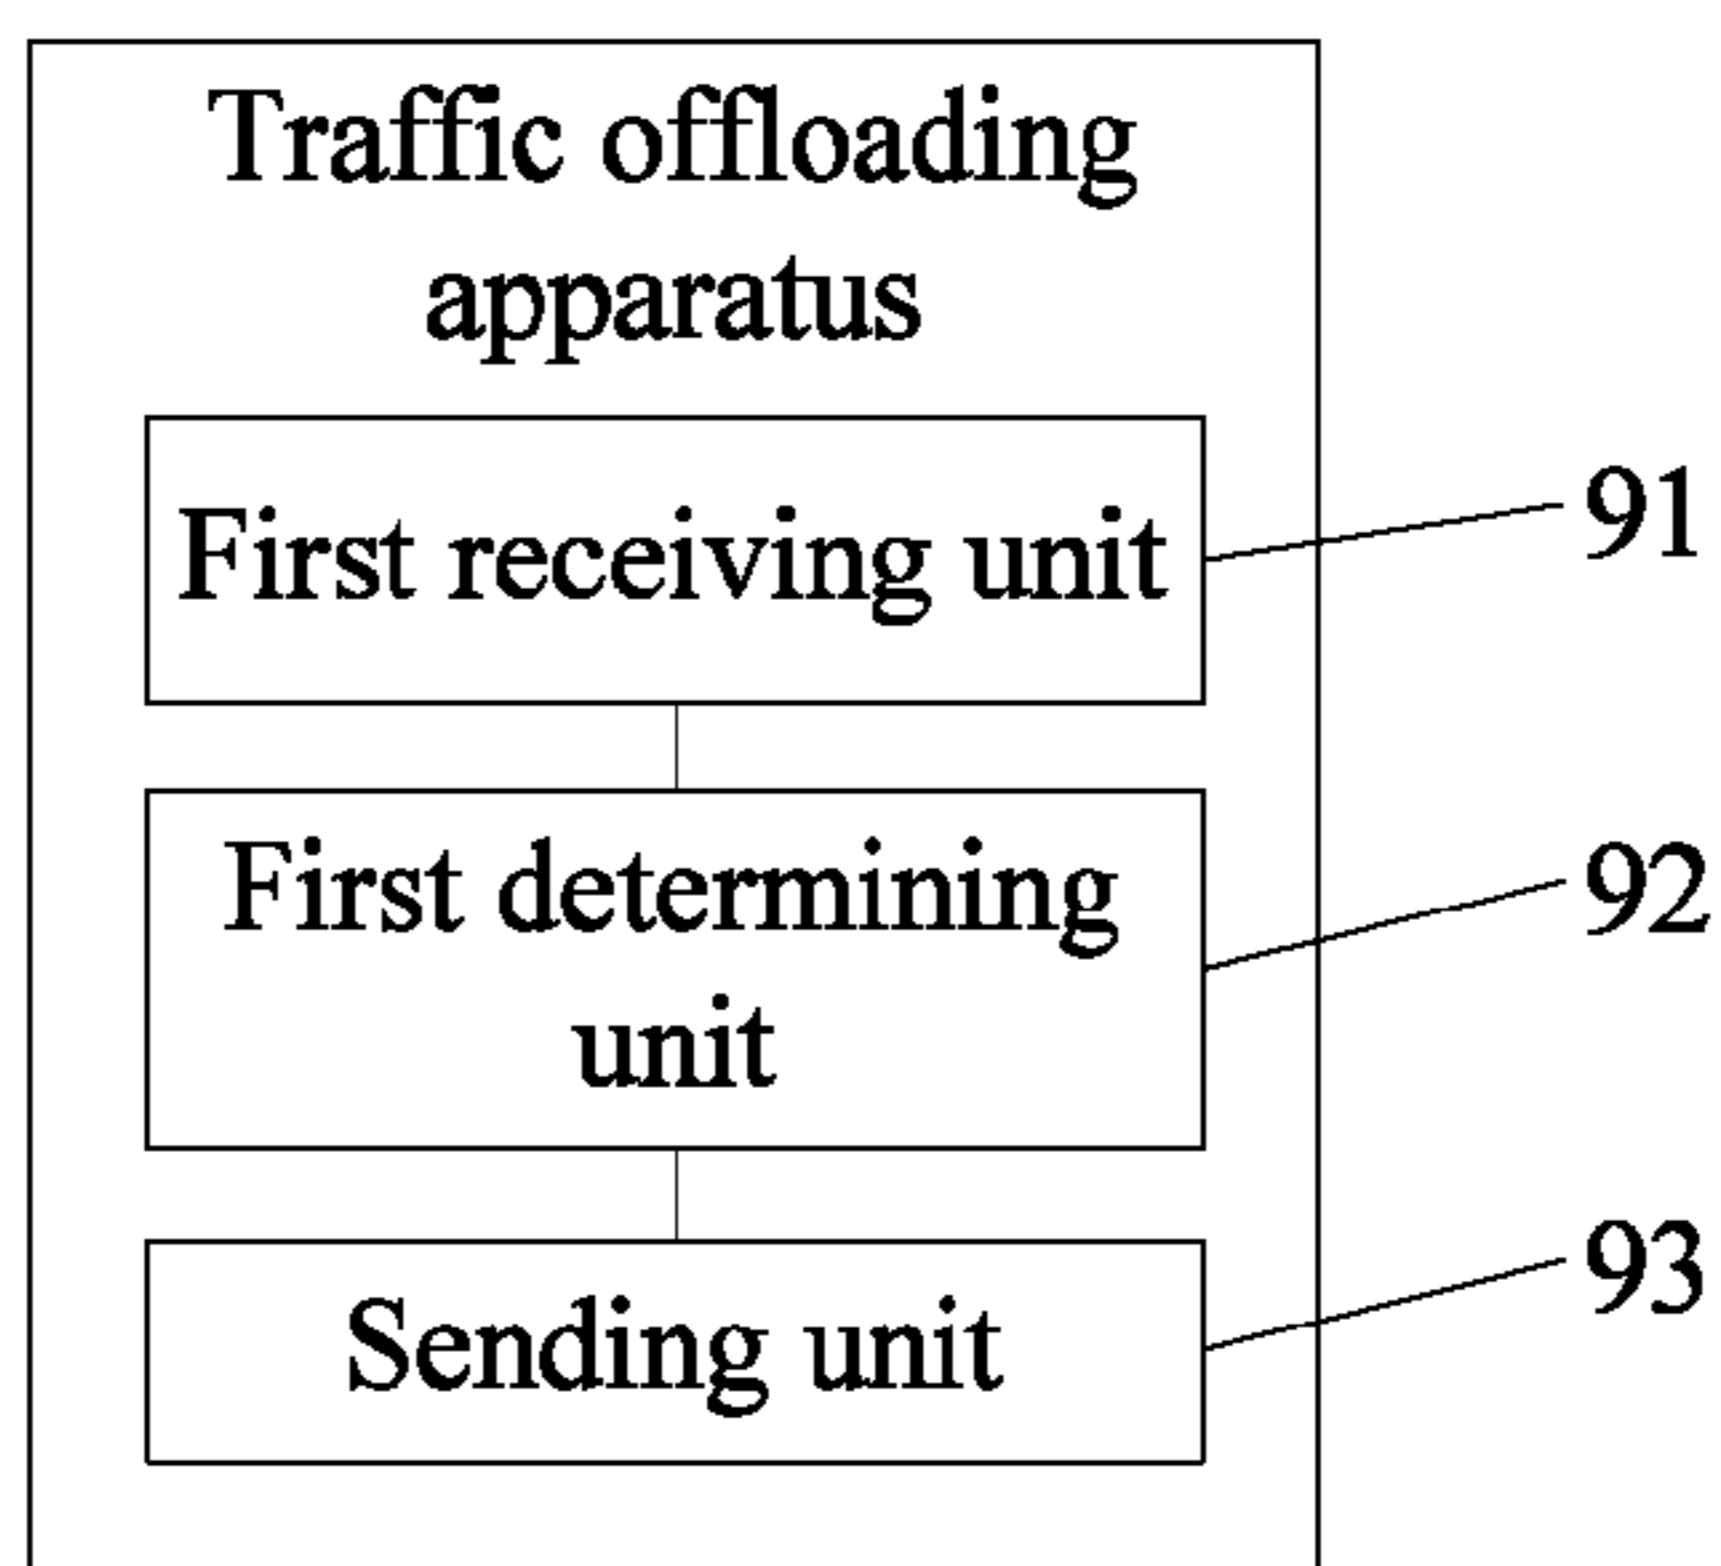 Traffic offloading
apparatus
First receiving unit
91
First determining
unit
92
Sending unit
93